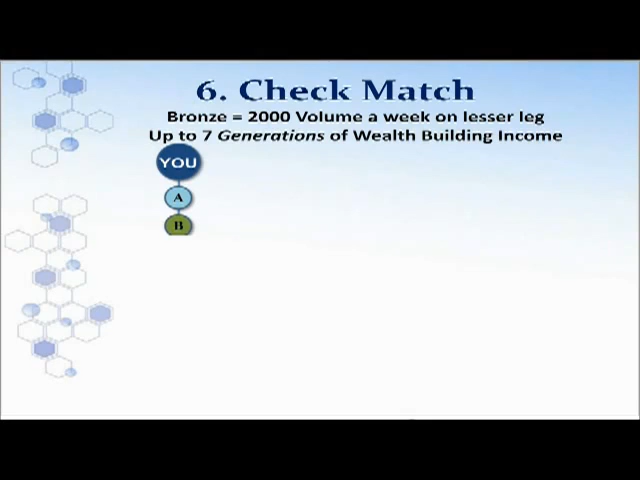 6. Check Match
Bronze = 2000 Volume a week on lesser leg
Up to 7 Generations of Wealth Building Income
YOU
A
B